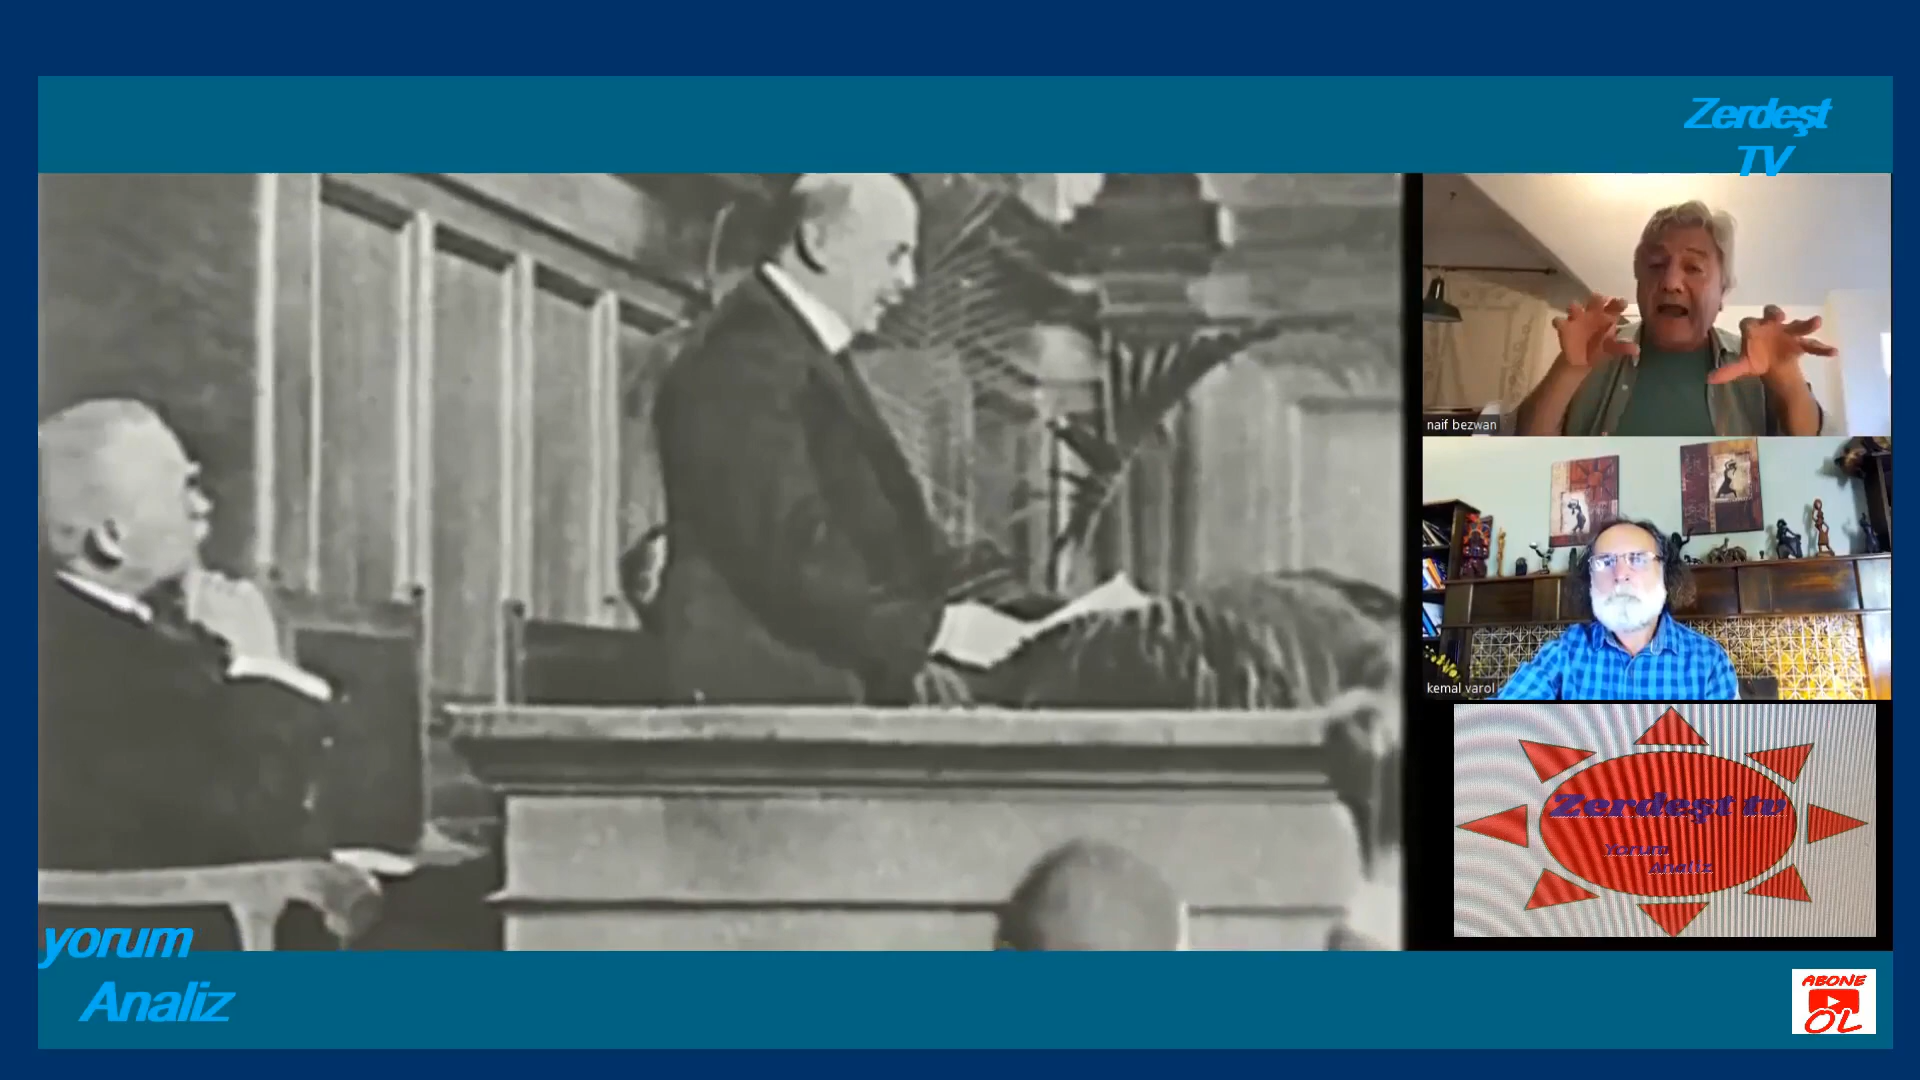 Zerdeşt
TV
naif bezwan
kemal varol
Zerdeşt tv
Yorum
Analiz
yorum
Analiz
ABONE
OL